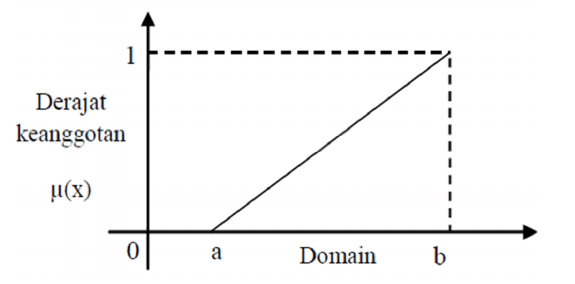 1
Derajat
keanggotan
μ(x)
0
a
Domain
b